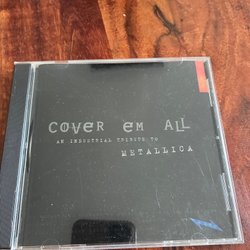 COVER EM ALL
AN INDUSTRIAL TRIBUTE TO
METALLICA